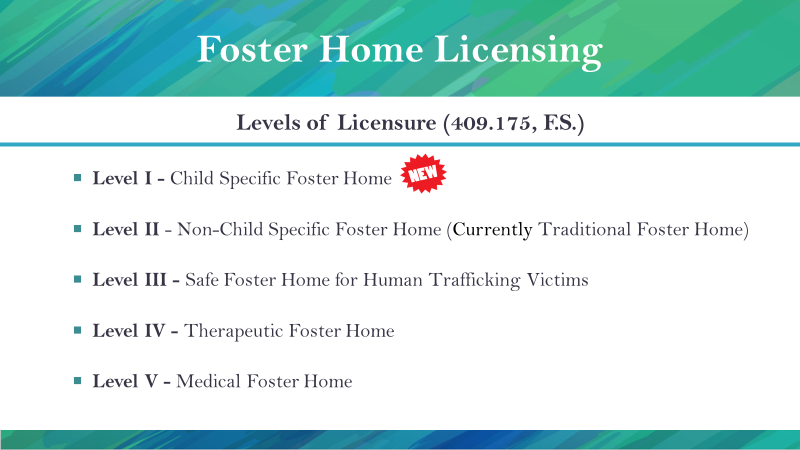 Foster Home Licensing
Levels of Licensure (409.175, F.S.)
Level I - Child Specific Foster Home NEW
Level II - Non-Child Specific Foster Home (Currently Traditional Foster Home)
Level III - Safe Foster Home for Human Trafficking Victims
Level IV - Therapeutic Foster Home
Level V - Medical Foster Home